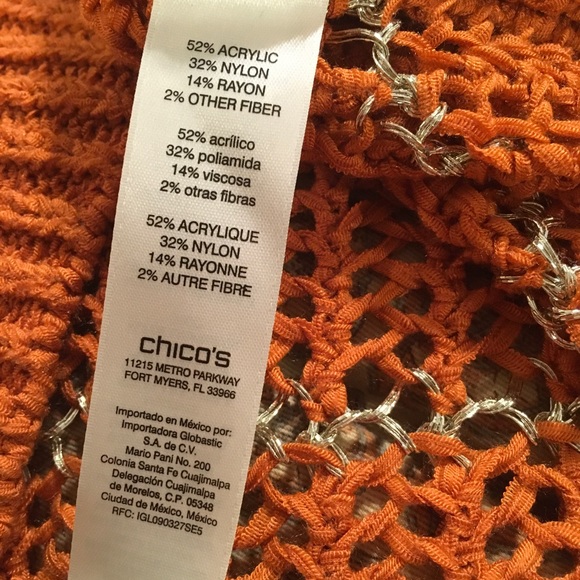 52% ACRYLIC
32% NYLON
14% RAYON
2% OTHER FIBER
52% acrílico
32% poliamida
14% viscosa
2% otras fibras
52% ACRYLIQUE
32% NYLON
14% RAYONNE
2% AUTRE FIBRE
chico's
11215 METRO PARKWAY
FORT MYERS, FL 33966
Importado en México por:
Importadora Globastic
S.A. de C.V.
Mario Pani No. 200
Colonia Santa Fe Cuajimalpa
Delegación Cuajimalpa
de Morelos, C.P. 05348
Ciudad de México, México
RFC: IGL090327SE5